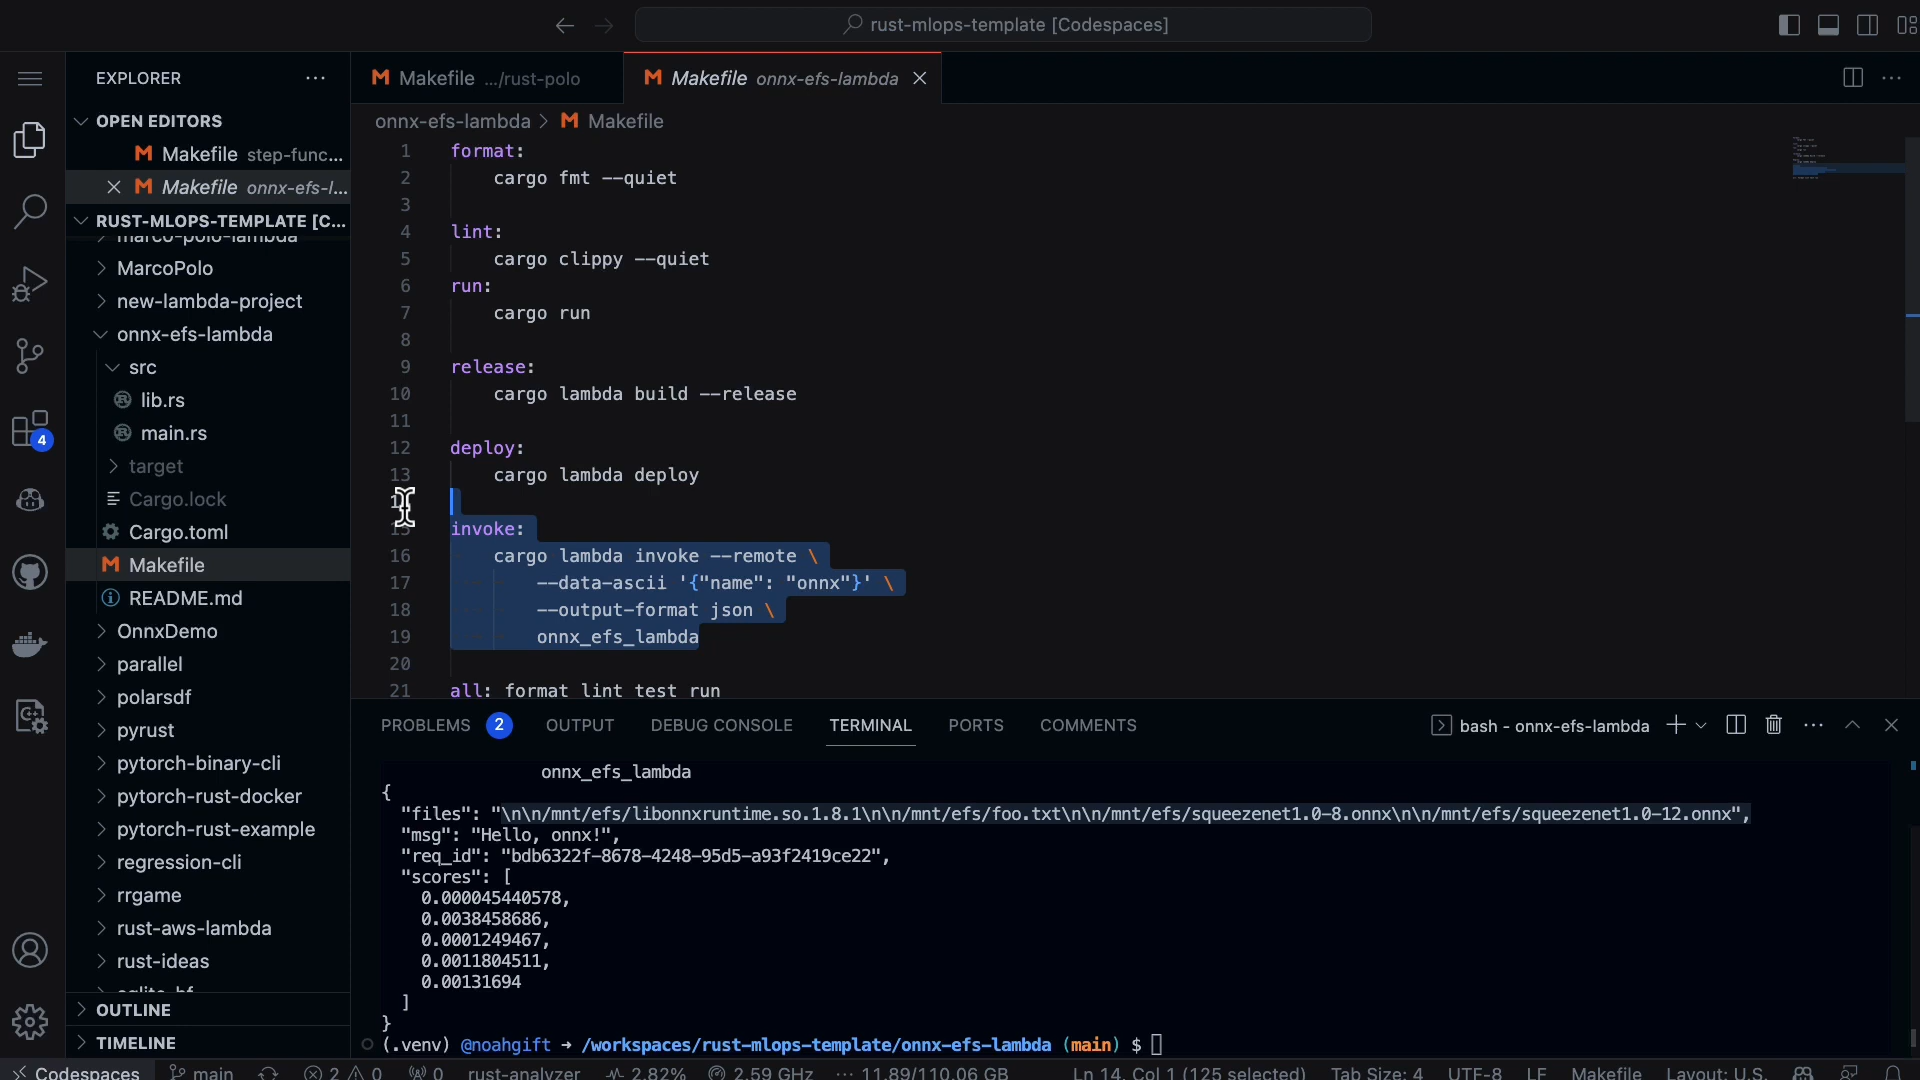 rust-mlops-template [Codespaces]
EXPLORER
Makefile .../rust-polo
Makefile onnx-efs-lambda
OPEN EDITORS
Makefile step-func...
Makefile onnx-efs-l...
RUST-MLOPS-TEMPLATE [C...
marco-polo-lambda
MarcoPolo
new-lambda-project
onnx-efs-lambda
src
lib.rs
main.rs
target
Cargo.lock
Cargo.toml
Makefile
README.md
OnnxDemo
parallel
polarsdf
pyrust
pytorch-binary-cli
pytorch-rust-docker
pytorch-rust-example
regression-cli
rrgame
rust-aws-lambda
rust-ideas
OUTLINE
TIMELINE
4
onnx-efs-lambda > Makefile
1 format:
2 cargo fmt --quiet
3
4 lint:
5 cargo clippy --quiet
6 run:
7 cargo run
8
9 release:
10 cargo lambda build --release
11
12 deploy:
13 cargo lambda deploy
15 invoke:
16 cargo lambda invoke --remote \
17 --data-ascii '{"name": "onnx"}' \
18 --output-format json \
19 onnx_efs_lambda
20
21 all: format lint test run
PROBLEMS 2 OUTPUT DEBUG CONSOLE TERMINAL PORTS COMMENTS
bash - onnx-efs-lambda
onnx_efs_lambda
{
"files": "\n\n/mnt/efs/libonnxruntime.so.1.8.1\n\n/mnt/efs/foo.txt\n\n/mnt/efs/squeezenet1.0-8.onnx\n\n/mnt/efs/squeezenet1.0-12.onnx",
"msg": "Hello, onnx!",
"req_id": "bdb6322f-8678-4248-95d5-a93f2419ce22",
"scores": [
0.000045440578,
0.0038458686,
0.0001249467,
0.0011804511,
0.00131694
]
}
(.venv) @noahgift → /workspaces/rust-mlops-template/onnx-efs-lambda (main) $
Codespaces main 2 0 0 rust-analyzer 2.82% 2.59 GHz 11.89/110.06 GB Ln 14, Col 1 (125 selected) Tab Size: 4 UTF-8 LF Makefile Layout: U.S.